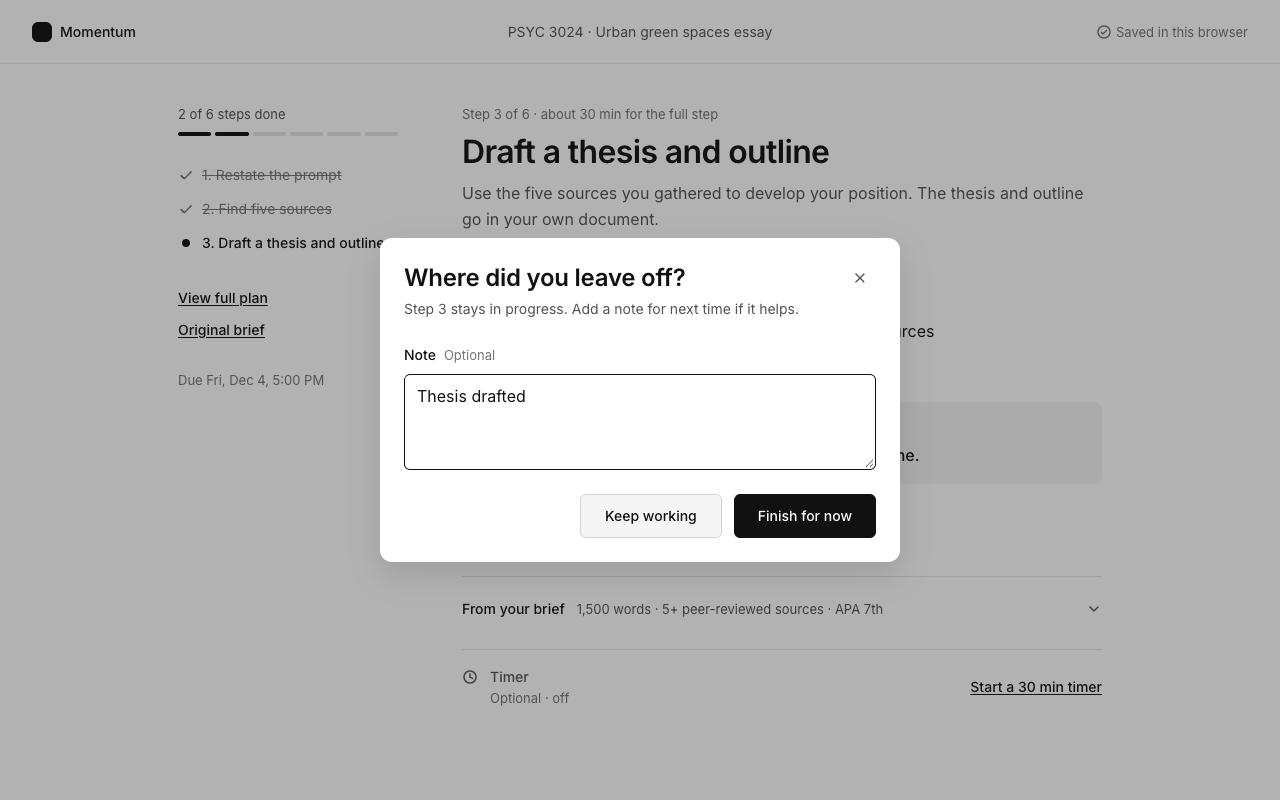 Momentum
PSYC 3024 · Urban green spaces essay
Saved in this browser
2 of 6 steps done
1. Restate the prompt
2. Find five sources
3. Draft a thesis and outline
View full plan
Original brief
Due Fri, Dec 4, 5:00 PM
Step 3 of 6 · about 30 min for the full step
Draft a thesis and outline
Use the five sources you gathered to develop your position. The thesis and outline
go in your own document.
Where did you leave off?
Step 3 stays in progress. Add a note for next time if it helps.
Note Optional
Thesis drafted
Keep working
Finish for now
From your brief 1,500 words · 5+ peer-reviewed sources · APA 7th
Timer
Optional · off
Start a 30 min timer